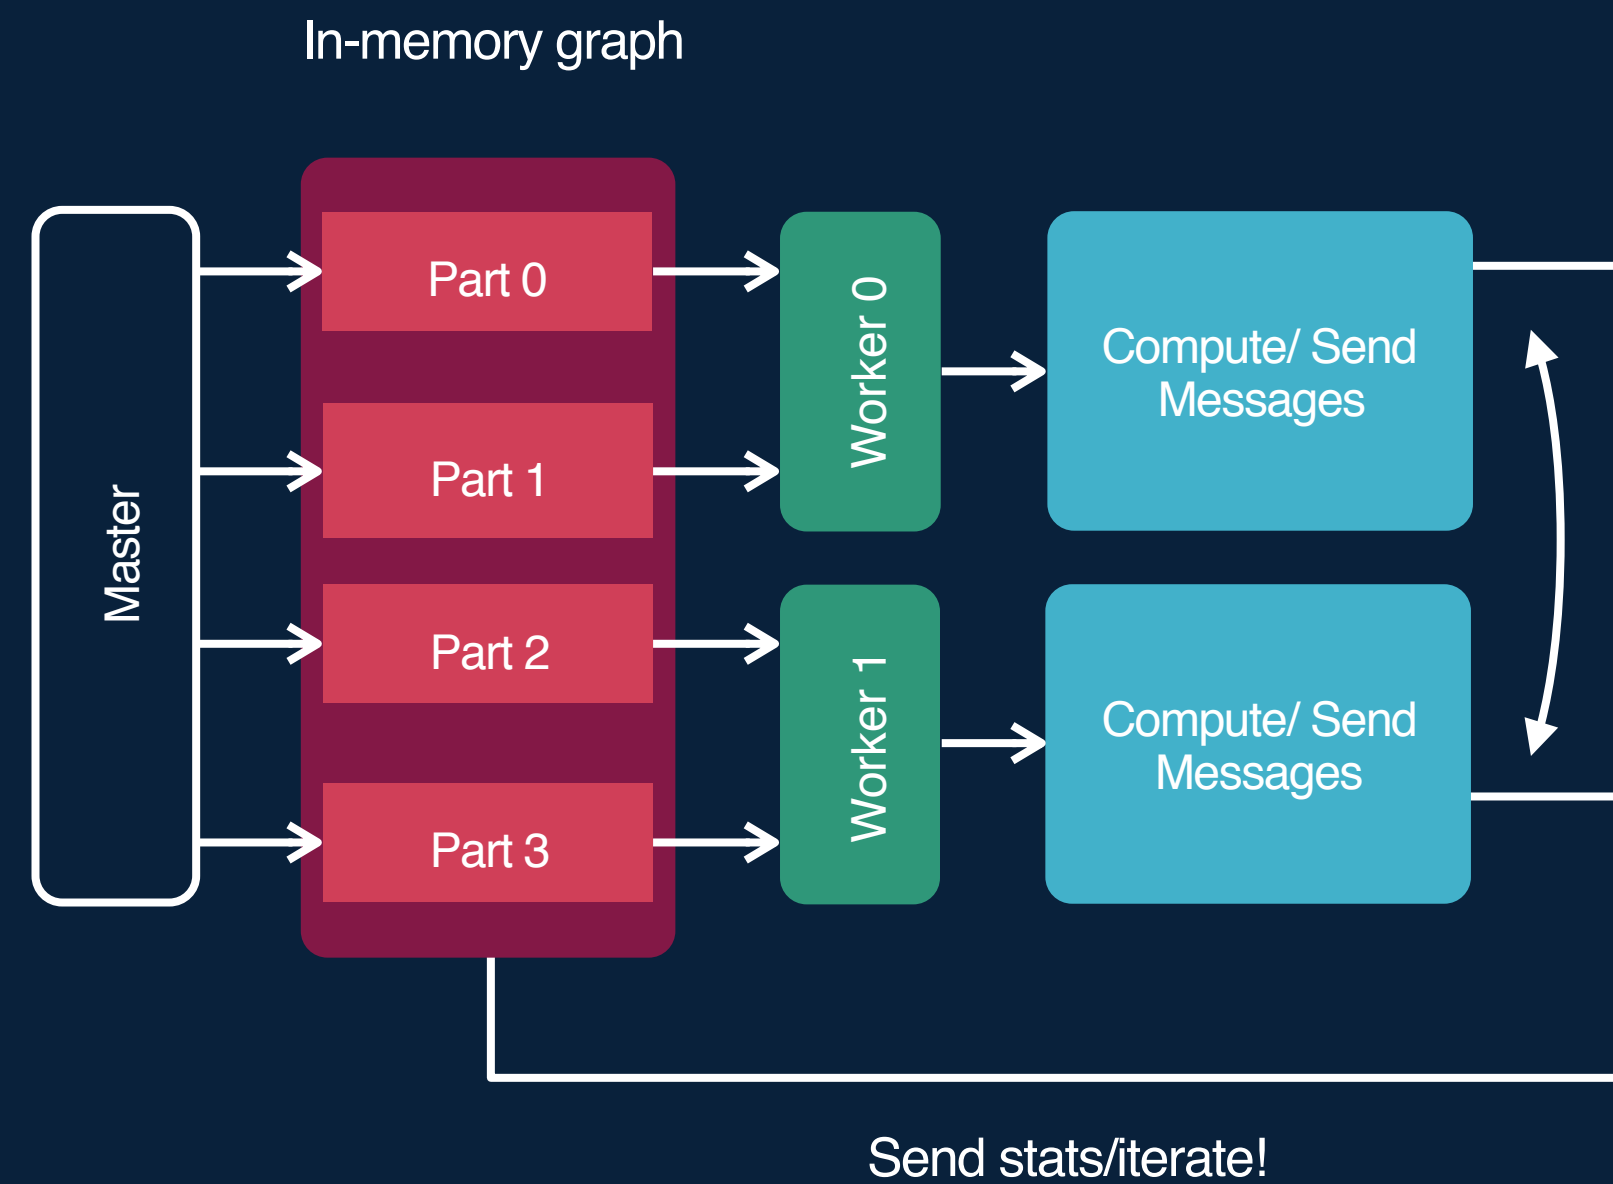 In-memory graph
Master
Part 0
Part 1
Part 2
Part 3
Worker 0
Worker 1
Compute/ Send
Messages
Compute/ Send
Messages
Send stats/iterate!